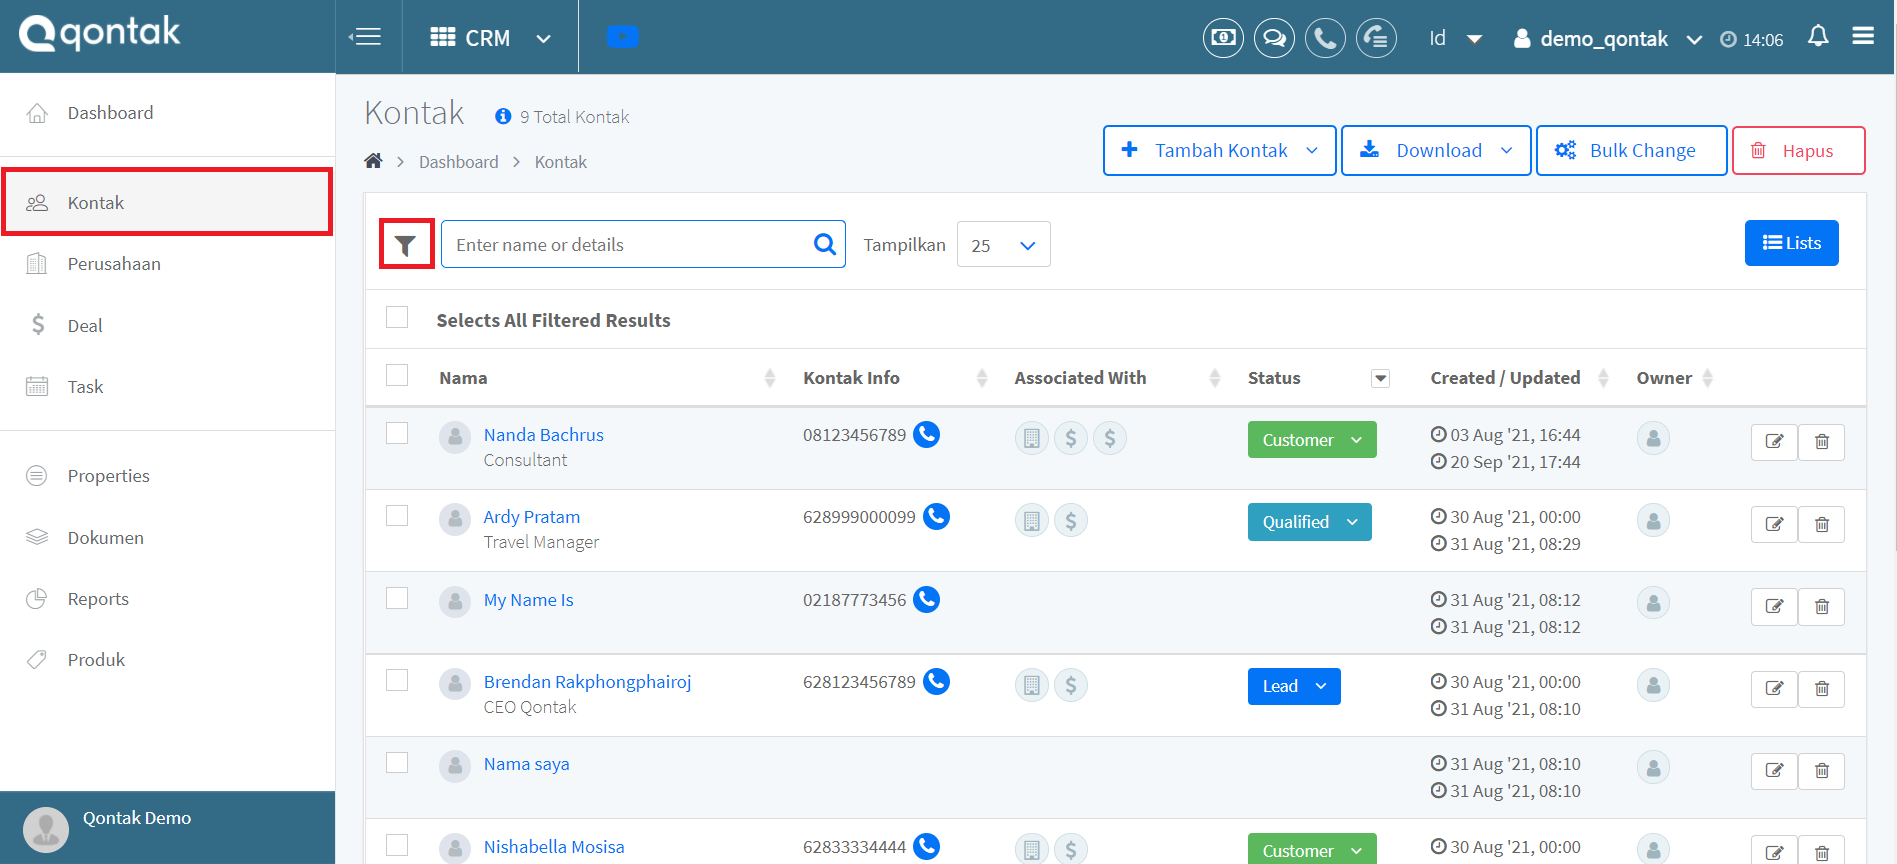 qontak
CRM
Id
demo_qontak
14:06
Dashboard
Kontak
Perusahaan
Deal
Task
Properties
Dokumen
Reports
Produk
Qontak Demo
Kontak
9 Total Kontak
Dashboard
Kontak
Tambah Kontak
Download
Bulk Change
Hapus
Enter name or details
Tampilkan
25
Lists
Selects All Filtered Results
Nama
Kontak Info
Associated With
Status
Created / Updated
Owner
Nanda Bachrus
Consultant
08123456789
Customer
03 Aug '21, 16:44
20 Sep '21, 17:44
Ardy Pratam
Travel Manager
628999000099
Qualified
30 Aug '21, 00:00
31 Aug '21, 08:29
My Name Is
02187773456
31 Aug '21, 08:12
31 Aug '21, 08:12
Brendan Rakphongphairoj
CEO Qontak
628123456789
Lead
30 Aug '21, 00:00
31 Aug '21, 08:10
Nama saya
31 Aug '21, 08:10
31 Aug '21, 08:10
Nishabella Mosisa
62833334444
Customer
30 Aug '21, 00:00